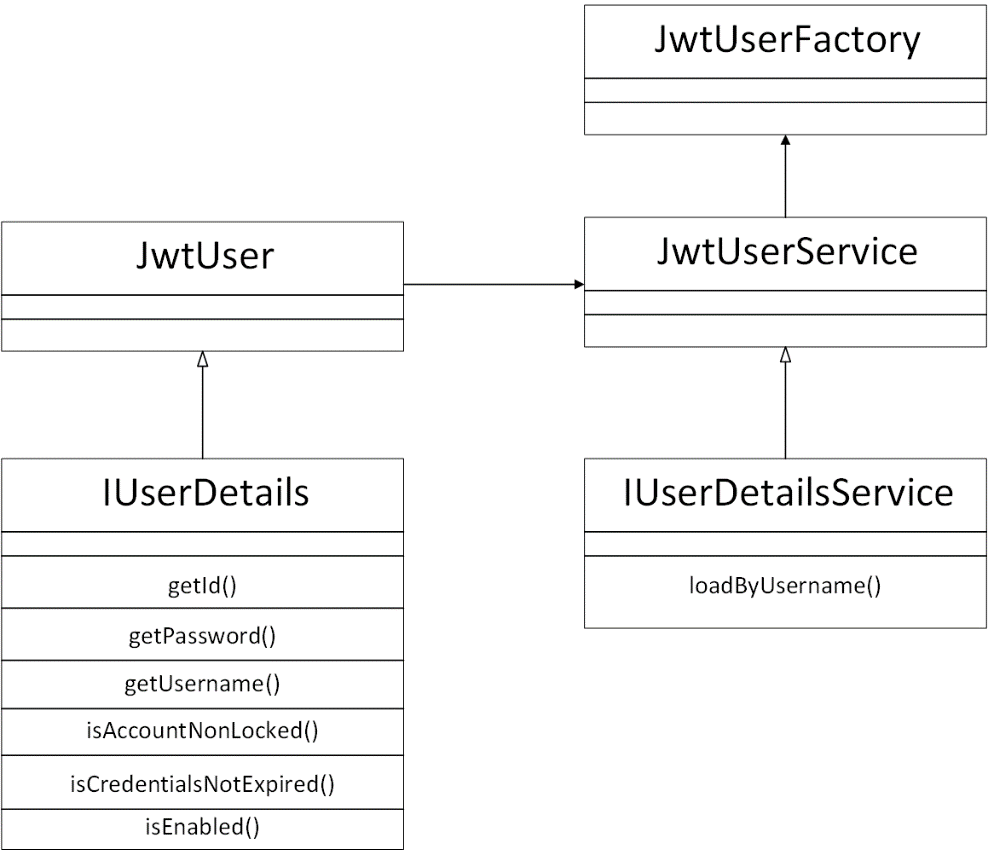 JwtUserFactory
JwtUser
JwtUserService
IUserDetails
getId()
getPassword()
getUsername()
isAccountNonLocked()
isCredentialsNotExpired()
isEnabled()
IUserDetailsService
loadByUsername()